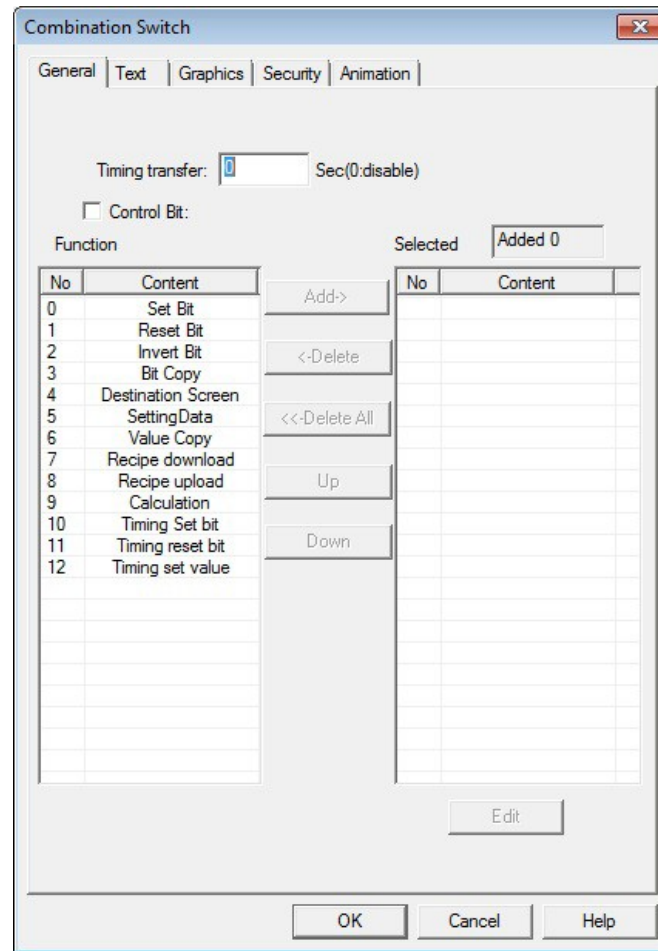 Combination Switch
General Text Graphics Security Animation
Timing transfer: 0 Sec(0:disable)
Control Bit:
Function Selected Added 0
No Content Add-> No Content
0 Set Bit
1 Reset Bit
2 Invert Bit <-Delete
3 Bit Copy
4 Destination Screen
5 SettingData <<-Delete All
6 Value Copy
7 Recipe download
8 Recipe upload Up
9 Calculation
10 Timing Set bit
11 Timing reset bit Down
12 Timing set value
Edit
OK Cancel Help